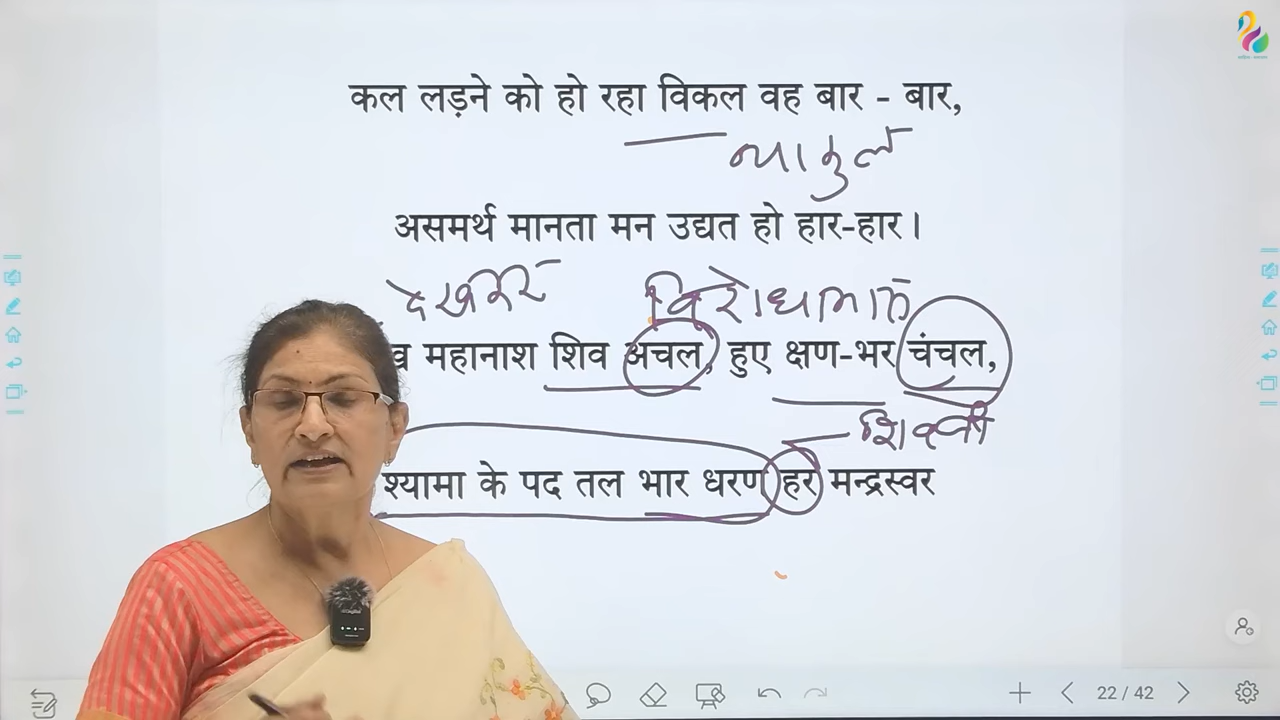 कल लड़ने को हो रहा विकल वह बार - बार,
व्याकुल
असमर्थ मानता मन उद्यत हो हार-हार।
देखकर विरोधाभास
महानाश शिव अचल, हुए क्षण-भर चंचल,
शिवजी
श्यामा के पद तल भार धरण हर मन्द्रस्वर
22 / 42